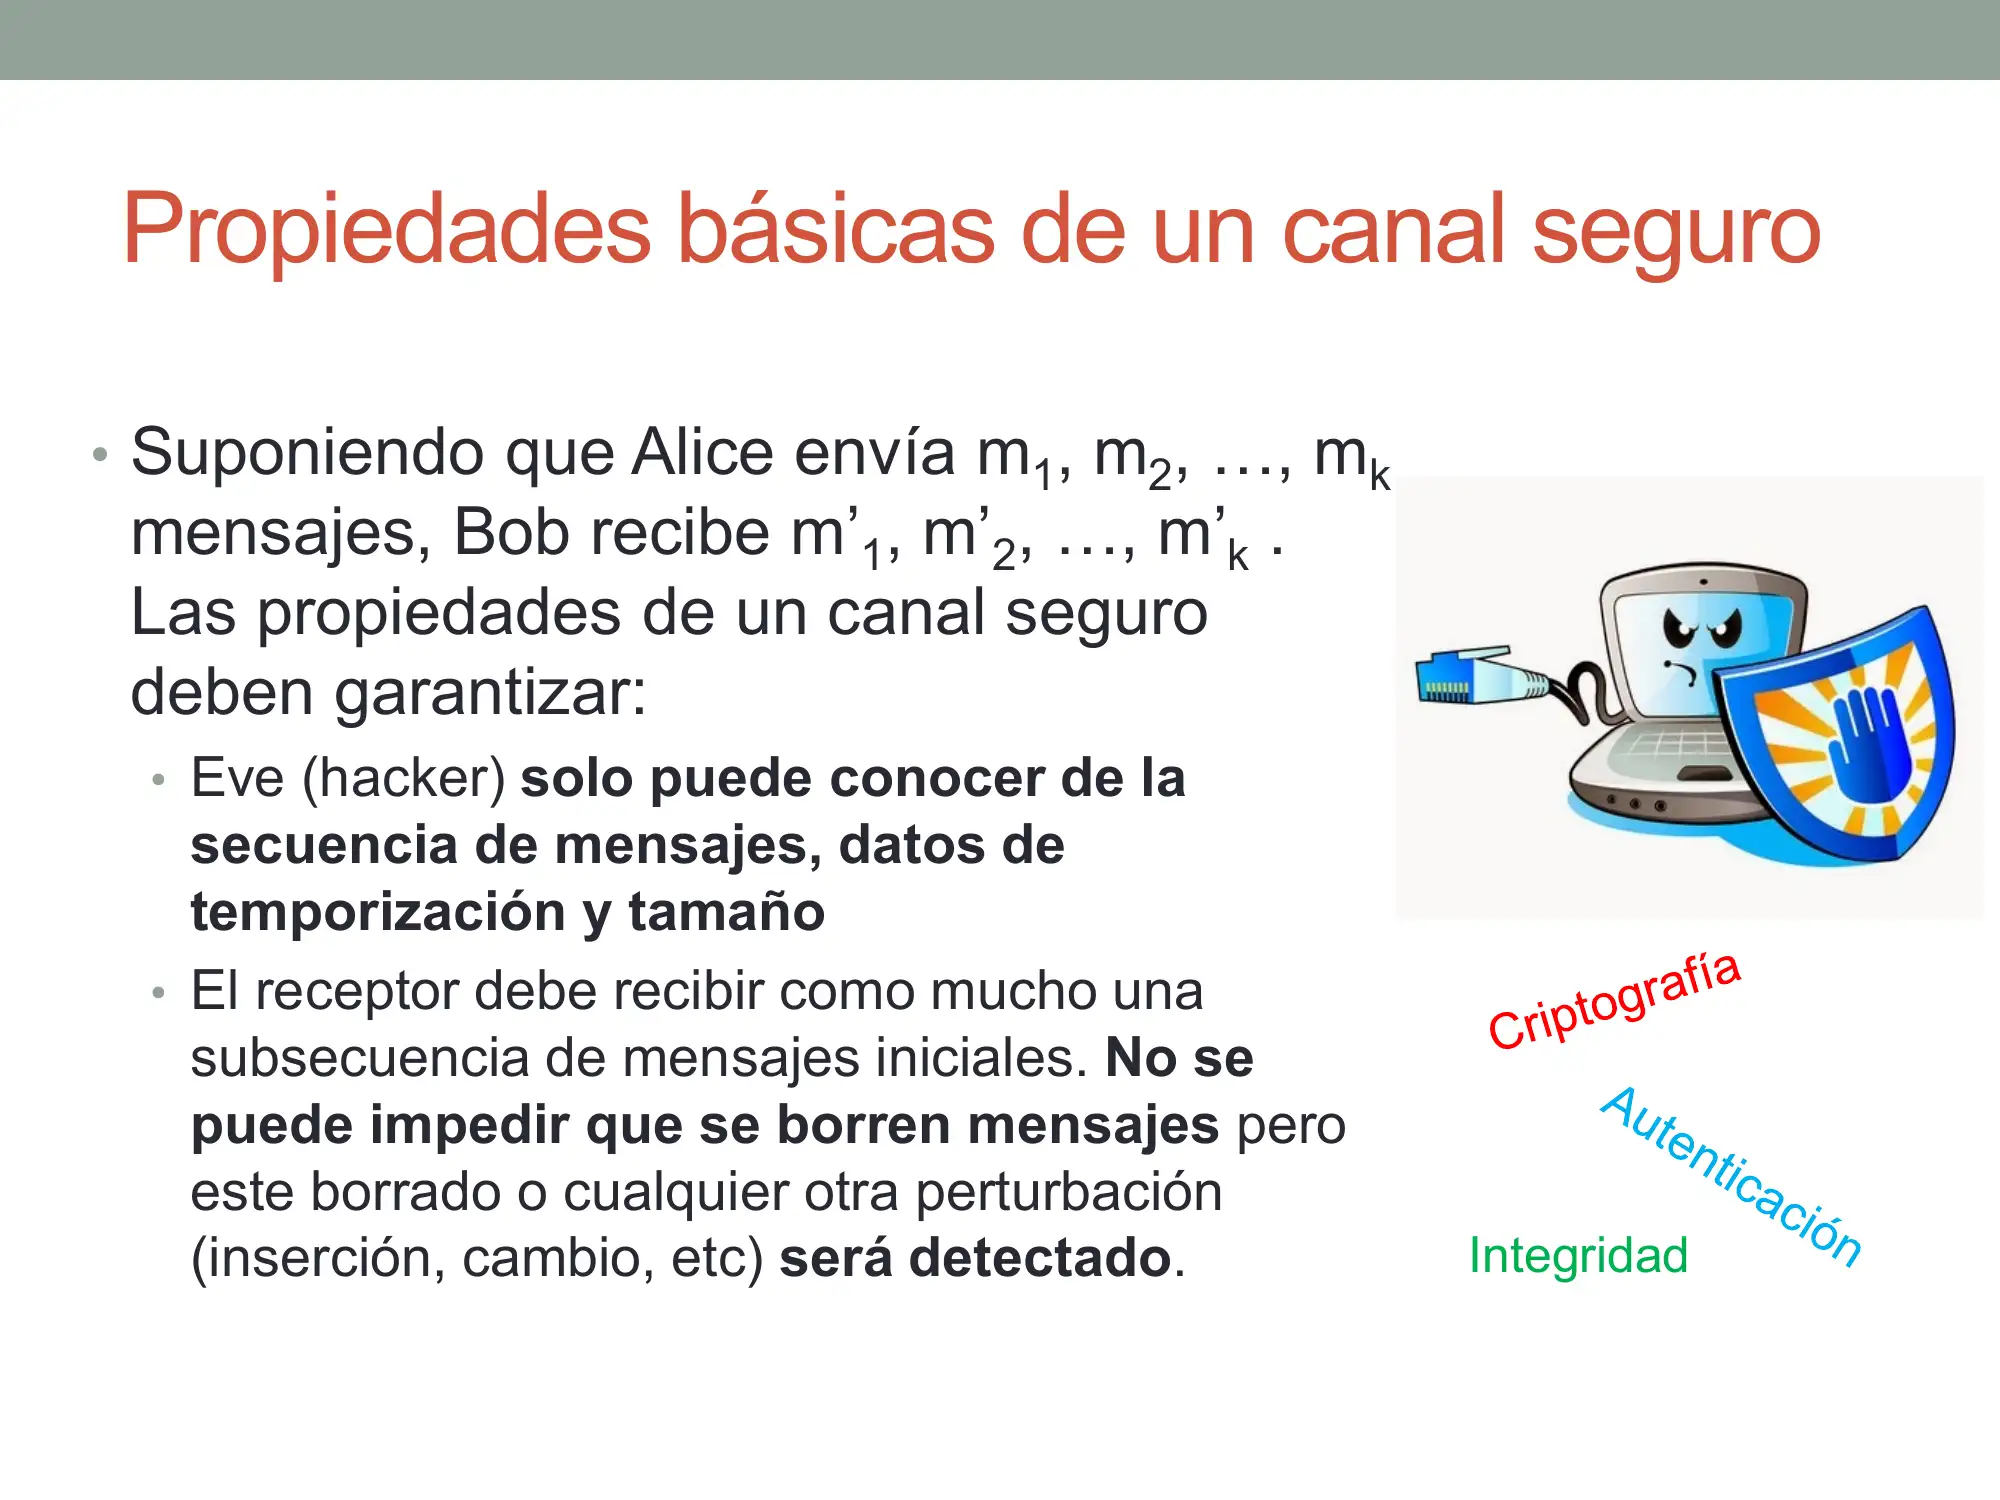 Propiedades básicas de un canal seguro
• Suponiendo que Alice envía m₁, m₂, …, mₖ
mensajes, Bob recibe m’₁, m’₂, …, m’ₖ .
Las propiedades de un canal seguro
deben garantizar:
• Eve (hacker) solo puede conocer de la
secuencia de mensajes, datos de
temporización y tamaño
• El receptor debe recibir como mucho una
subsecuencia de mensajes iniciales. No se
puede impedir que se borren mensajes pero
este borrado o cualquier otra perturbación
(inserción, cambio, etc) será detectado.
Criptografía
Autenticación
Integridad